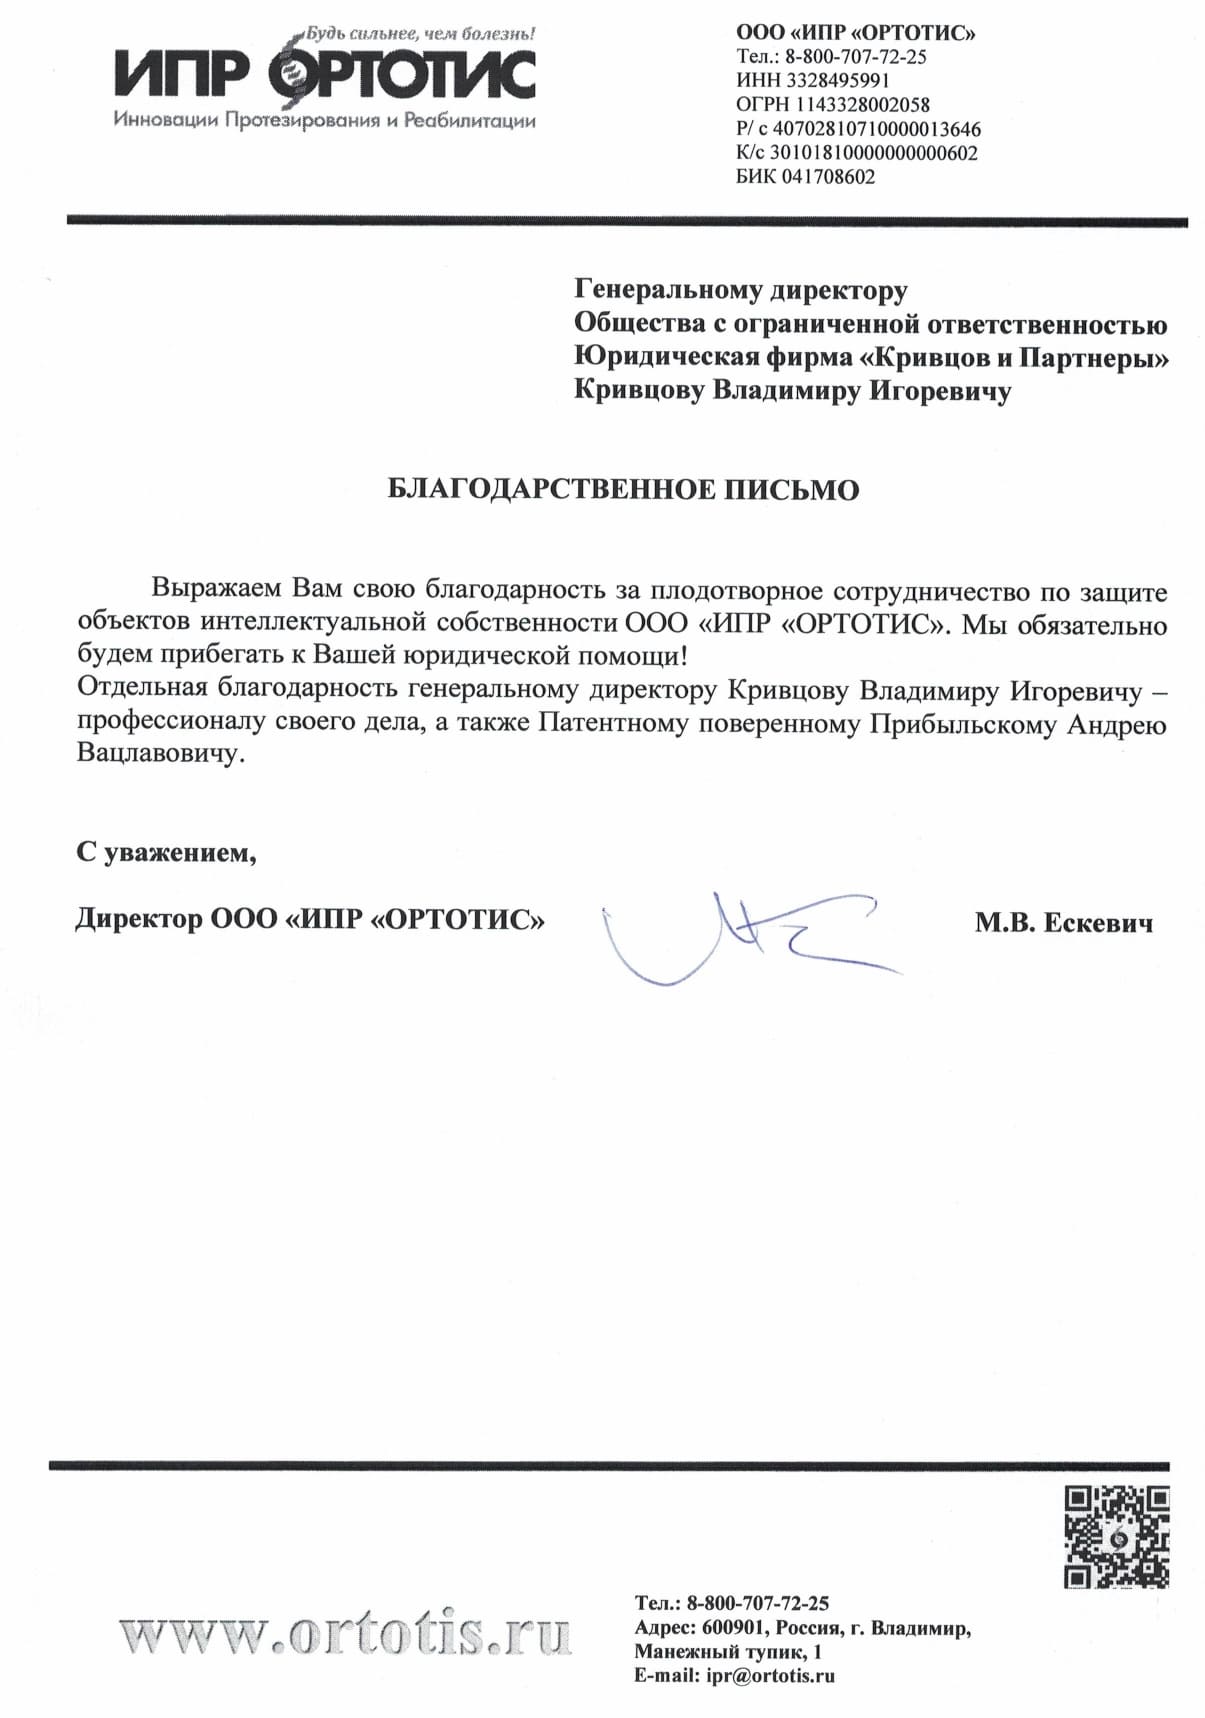 Будь сильнее, чем болезнь!
ИПР ОРТОТИС
Инновации Протезирования и Реабилитации
ООО «ИПР «ОРТОТИС»
Тел.: 8-800-707-72-25
ИНН 3328495991
ОГРН 1143328002058
Р/ с 40702810710000013646
К/с 30101810000000000602
БИК 041708602
Генеральному директору
Общества с ограниченной ответственностью
Юридическая фирма «Кривцов и Партнеры»
Кривцову Владимиру Игоревичу
БЛАГОДАРСТВЕННОЕ ПИСЬМО
Выражаем Вам свою благодарность за плодотворное сотрудничество по защите
объектов интеллектуальной собственности ООО «ИПР «ОРТОТИС». Мы обязательно
будем прибегать к Вашей юридической помощи!
Отдельная благодарность генеральному директору Кривцову Владимиру Игоревичу –
профессионалу своего дела, а также Патентному поверенному Прибыльскому Андрею
Вацлавовичу.
С уважением,
Директор ООО «ИПР «ОРТОТИС»
М.В. Ескевич
www.ortotis.ru
Тел.: 8-800-707-72-25
Адрес: 600901, Россия, г. Владимир,
Манежный тупик, 1
E-mail: ipr@ortotis.ru